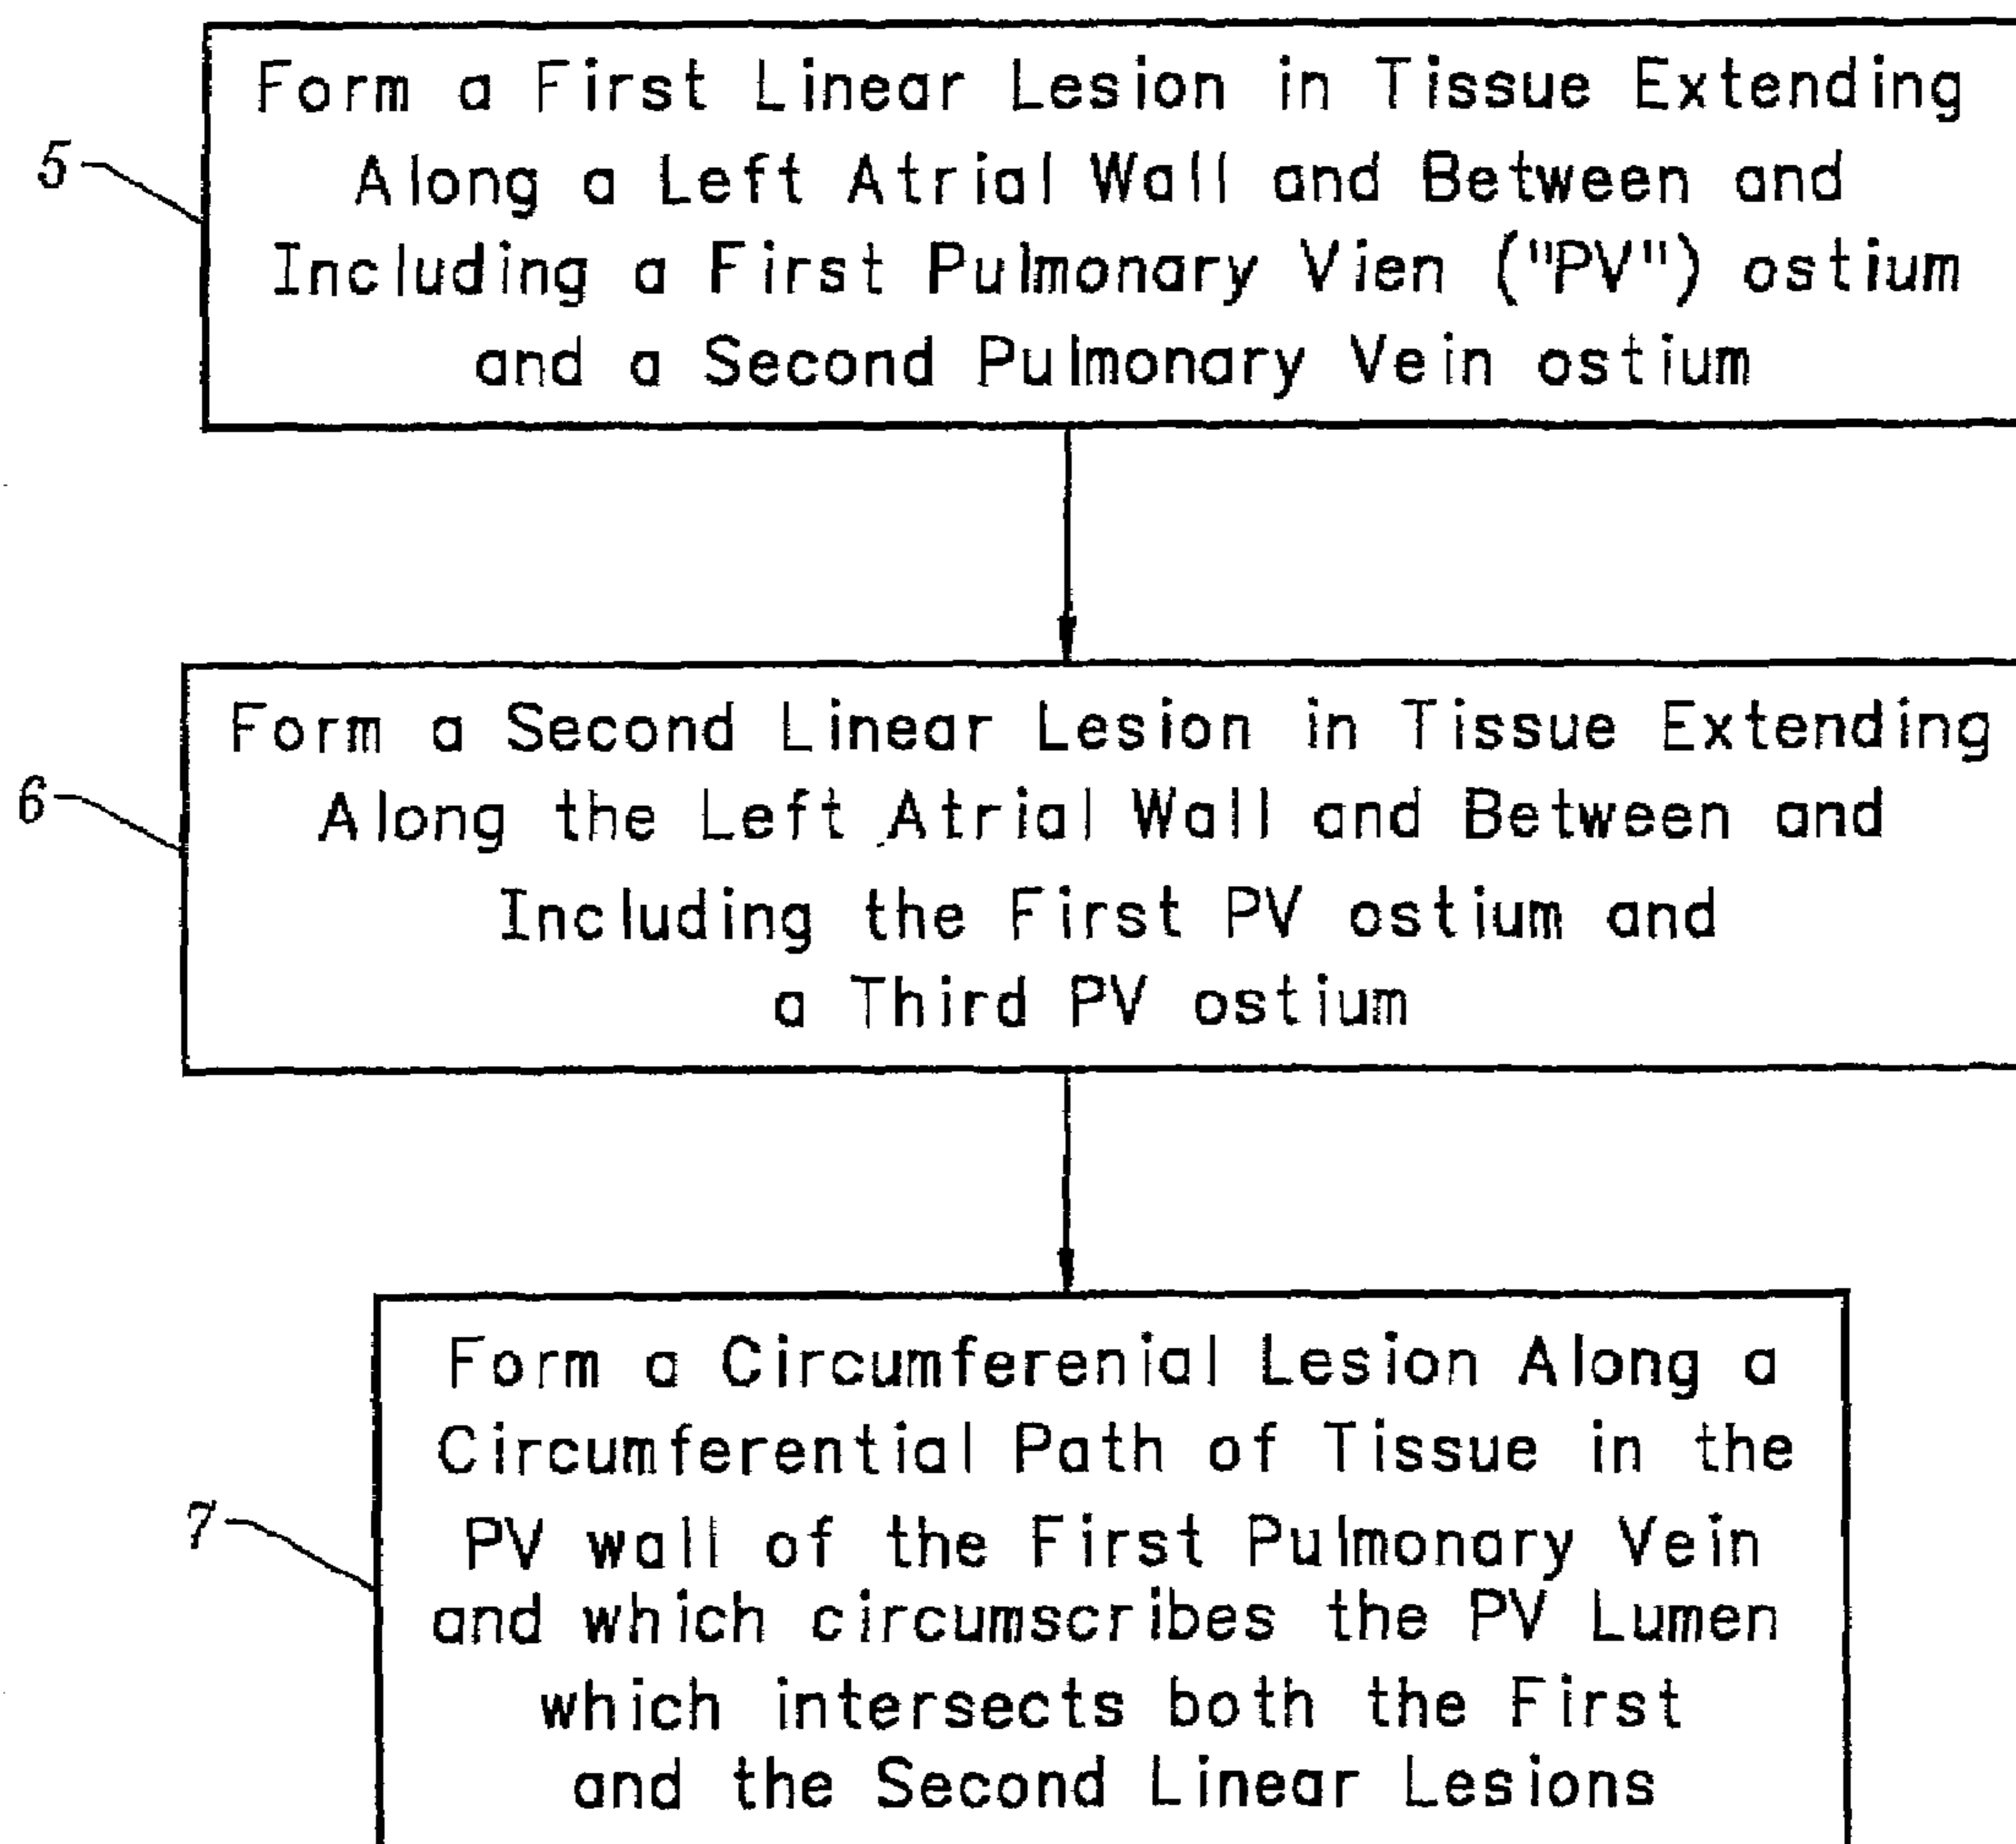 Form a First Linear Lesion in Tissue Extending
5
Along a Left Atrial Wall and Between and
Including a First Pulmonary Vien ("PV") ostium
and a Second Pulmonary Vein ostium
Form a Second Linear Lesion in Tissue Extending
6
Along the Left Atrial Wall and Between and
Including the First PV ostium and
a Third PV ostium
Form a Circumferenial Lesion Along a
Circumferential Path of Tissue in the
7
PV wall of the First Pulmonary Vein
and which circumscribes the PV Lumen
which intersects both the First
and the Second Linear Lesions